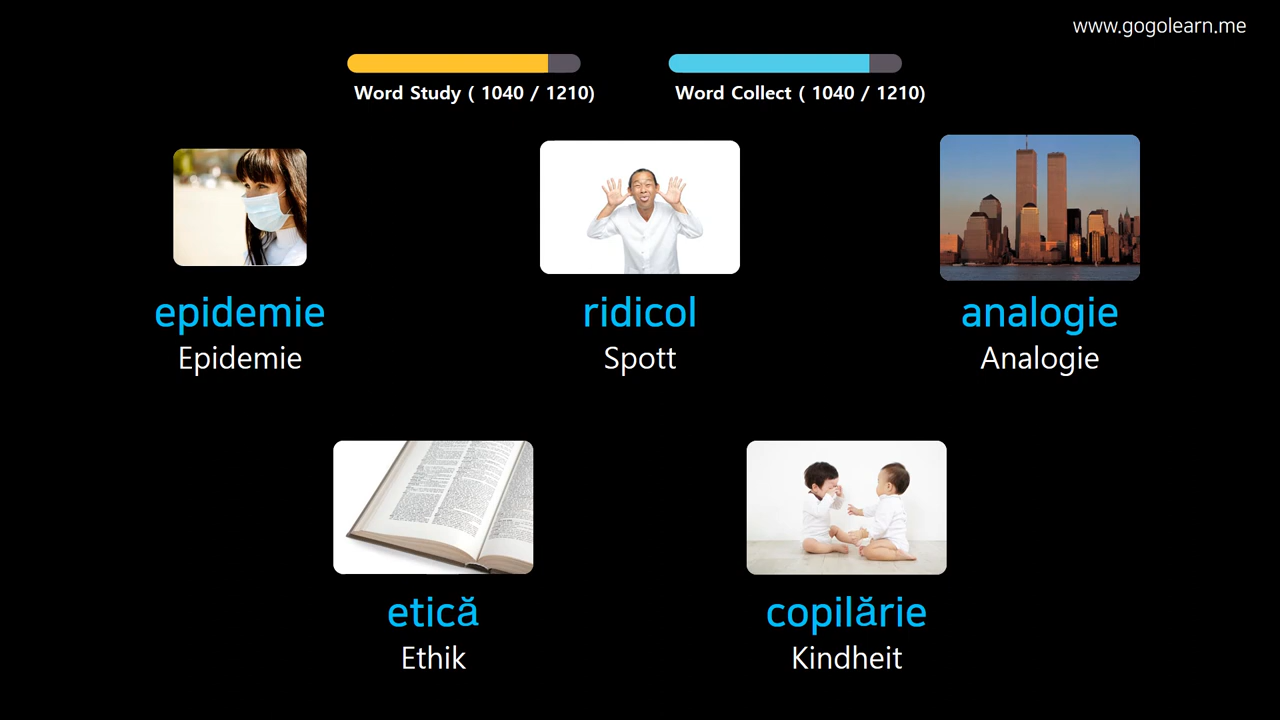 www.gogolearn.me
Word Study ( 1040 / 1210)
Word Collect ( 1040 / 1210)
epidemie
Epidemie
ridicol
Spott
analogie
Analogie
etică
Ethik
copilărie
Kindheit